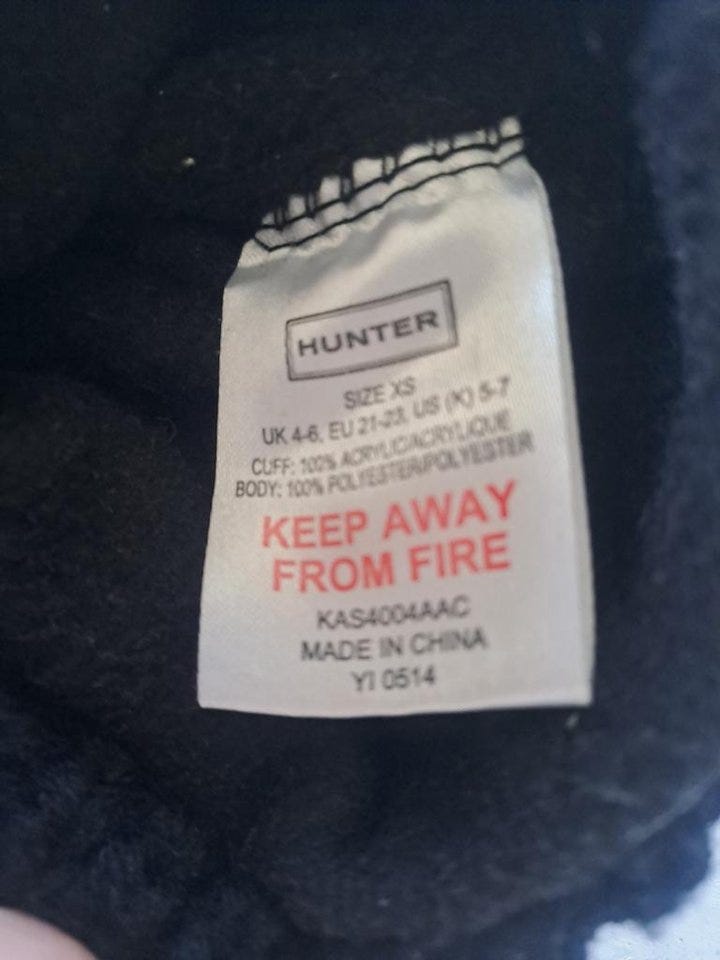 HUNTER
SIZE XS
UK 4-6, EU 21-23, US (K) 5-7
CUFF: 100% ACRYLIC/ACRYLIQUE
BODY: 100% POLYESTER/POLYESTER
KEEP AWAY
FROM FIRE
KAS4004AAC
MADE IN CHINA
YI 0514